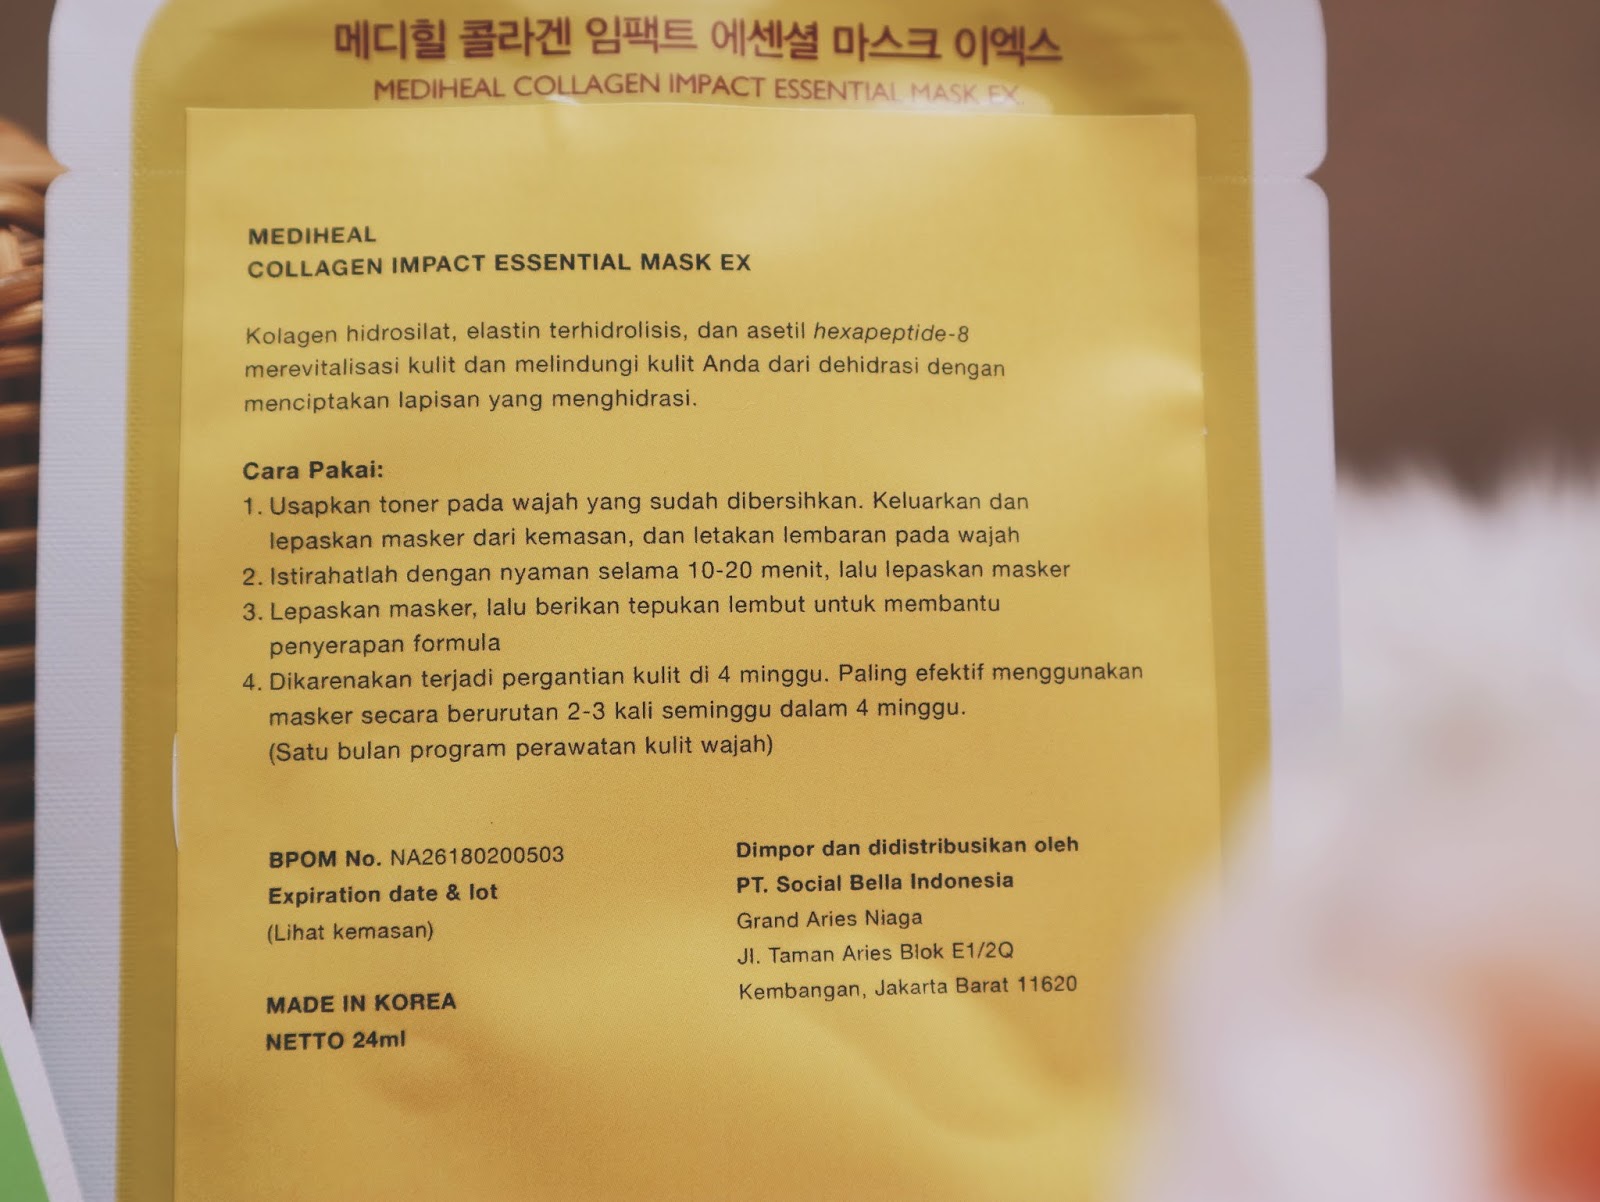 메디힐 콜라겐 임팩트 에센셜 마스크 이엑스
MEDIHEAL COLLAGEN IMPACT ESSENTIAL MASK EX.
MEDIHEAL
COLLAGEN IMPACT ESSENTIAL MASK EX
Kolagen hidrosilat, elastin terhidrolisis, dan asetil hexapeptide-8
merevitalisasi kulit dan melindungi kulit Anda dari dehidrasi dengan
menciptakan lapisan yang menghidrasi.
Cara Pakai:
1. Usapkan toner pada wajah yang sudah dibersihkan. Keluarkan dan
lepaskan masker dari kemasan, dan letakan lembaran pada wajah
2. Istirahatlah dengan nyaman selama 10-20 menit, lalu lepaskan masker
3. Lepaskan masker, lalu berikan tepukan lembut untuk membantu
penyerapan formula
4. Dikarenakan terjadi pergantian kulit di 4 minggu. Paling efektif menggunakan
masker secara berurutan 2-3 kali seminggu dalam 4 minggu.
(Satu bulan program perawatan kulit wajah)
BPOM No. NA26180200503
Expiration date & lot
(Lihat kemasan)
MADE IN KOREA
NETTO 24ml
Dimpor dan didistribusikan oleh
PT. Social Bella Indonesia
Grand Aries Niaga
Jl. Taman Aries Blok E1/2Q
Kembangan, Jakarta Barat 11620